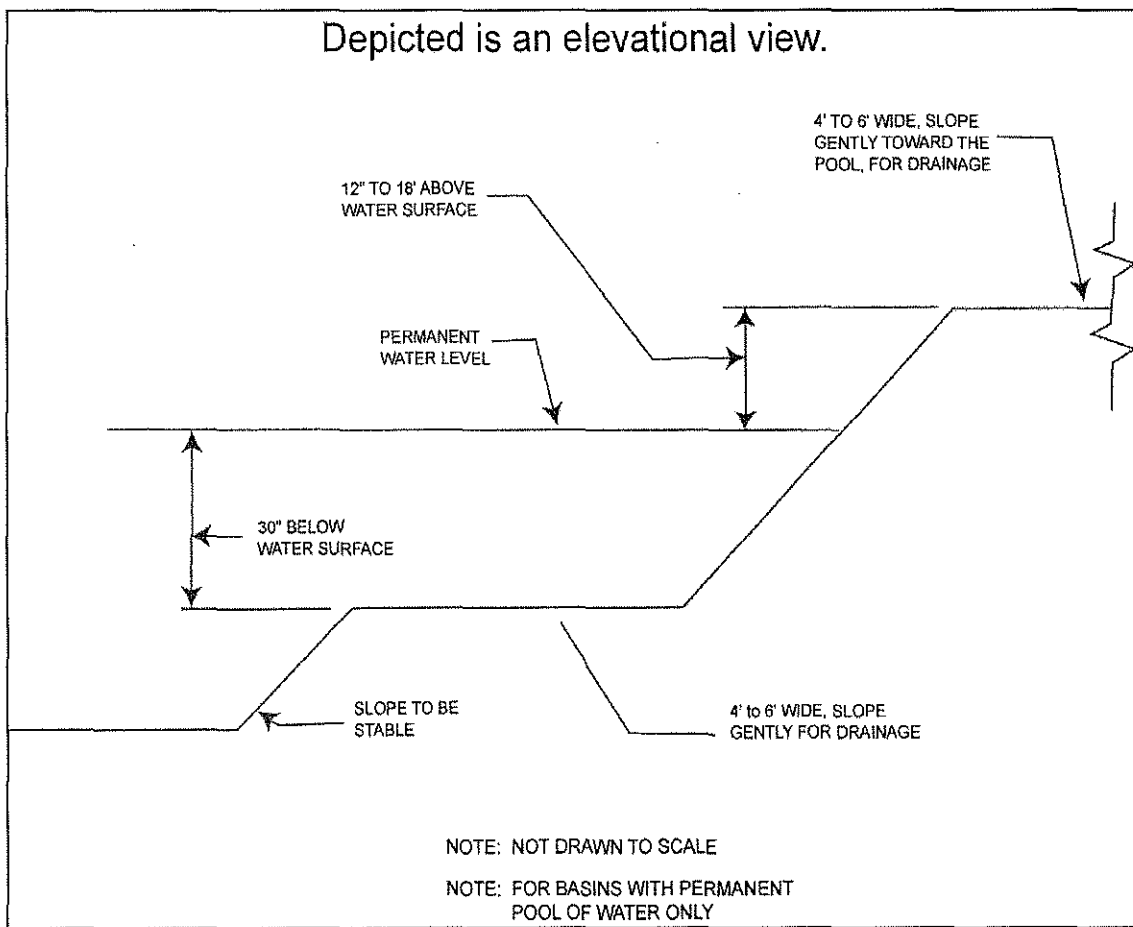 Depicted is an elevational view.
4' TO 6' WIDE, SLOPE
GENTLY TOWARD THE
POOL, FOR DRAINAGE
12" TO 18' ABOVE
WATER SURFACE
PERMANENT
WATER LEVEL
30" BELOW
WATER SURFACE
SLOPE TO BE
STABLE
4' to 6' WIDE, SLOPE
GENTLY FOR DRAINAGE
NOTE: NOT DRAWN TO SCALE
NOTE: FOR BASINS WITH PERMANENT
POOL OF WATER ONLY